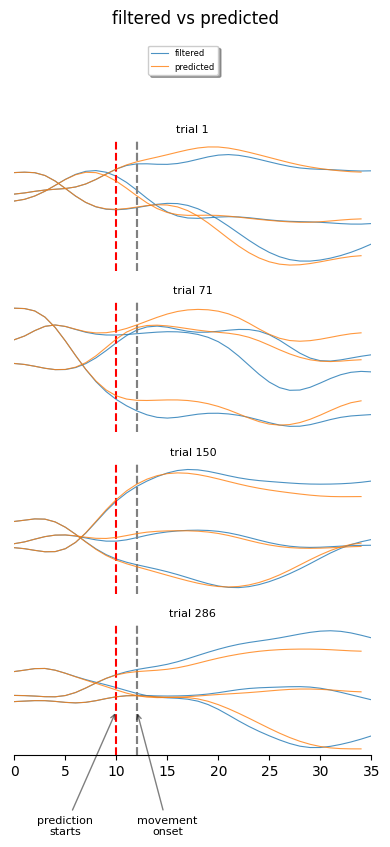 filtered vs predicted
filtered
predicted
trial 1
trial 71
trial 150
trial 286
0 5 10 15 20 25 30 35
prediction
starts
movement
onset